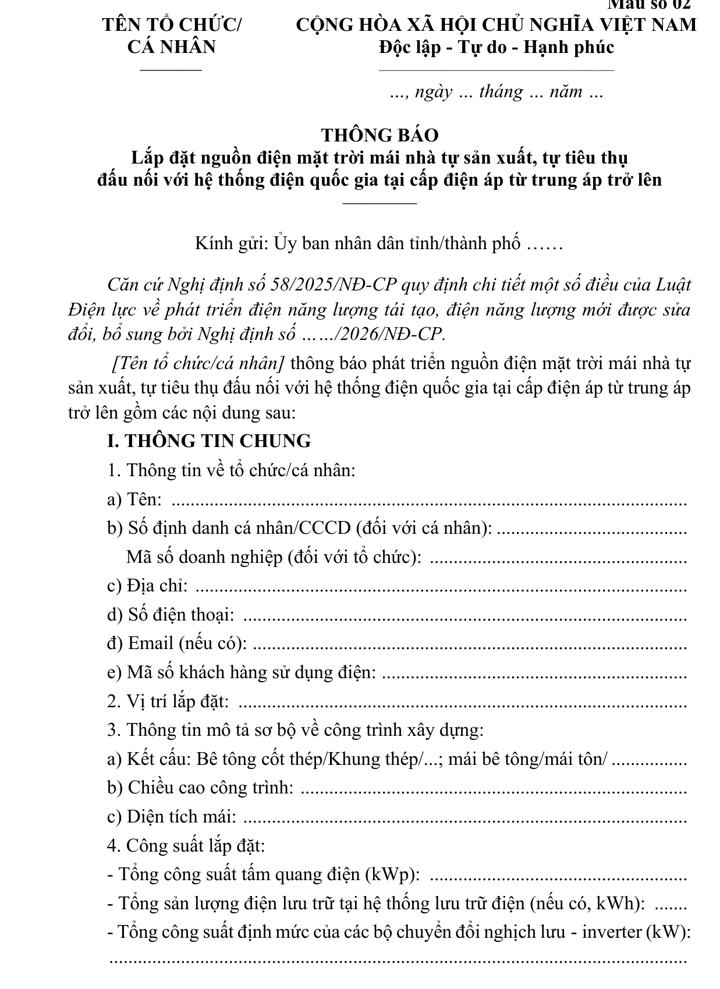 Mẫu số 02
TÊN TỔ CHỨC/
CÁ NHÂN
CỘNG HÒA XÃ HỘI CHỦ NGHĨA VIỆT NAM
Độc lập - Tự do - Hạnh phúc
..., ngày ... tháng ... năm ...
THÔNG BÁO
Lắp đặt nguồn điện mặt trời mái nhà tự sản xuất, tự tiêu thụ
đấu nối với hệ thống điện quốc gia tại cấp điện áp từ trung áp trở lên
Kính gửi: Ủy ban nhân dân tỉnh/thành phố ……
Căn cứ Nghị định số 58/2025/NĐ-CP quy định chi tiết một số điều của Luật
Điện lực về phát triển điện năng lượng tái tạo, điện năng lượng mới được sửa
đổi, bổ sung bởi Nghị định số ... .../2026/NĐ-CP.
[Tên tổ chức/cá nhân] thông báo phát triển nguồn điện mặt trời mái nhà tự
sản xuất, tự tiêu thụ đấu nối với hệ thống điện quốc gia tại cấp điện áp từ trung áp
trở lên gồm các nội dung sau:
I. THÔNG TIN CHUNG
1. Thông tin về tổ chức/cá nhân:
a) Tên: ........................................................................
b) Số định danh cá nhân/CCCD (đối với cá nhân): ....................................
Mã số doanh nghiệp (đối với tổ chức): ................................................
c) Địa chỉ: ........................................................................
d) Số điện thoại: ........................................................................
đ) Email (nếu có): ........................................................................
e) Mã số khách hàng sử dụng điện: ........................................................
2. Vị trí lắp đặt: ........................................................................
3. Thông tin mô tả sơ bộ về công trình xây dựng:
a) Kết cấu: Bê tông cốt thép/Khung thép/...; mái bê tông/mái tôn/ ................
b) Chiều cao công trình: ........................................................................
c) Diện tích mái: ........................................................................
4. Công suất lắp đặt:
- Tổng công suất tấm quang điện (kWp): ................................................
- Tổng sản lượng điện lưu trữ tại hệ thống lưu trữ điện (nếu có, kWh): .......
- Tổng công suất định mức của các bộ chuyển đổi nghịch lưu - inverter (kW):
........................................................................................................